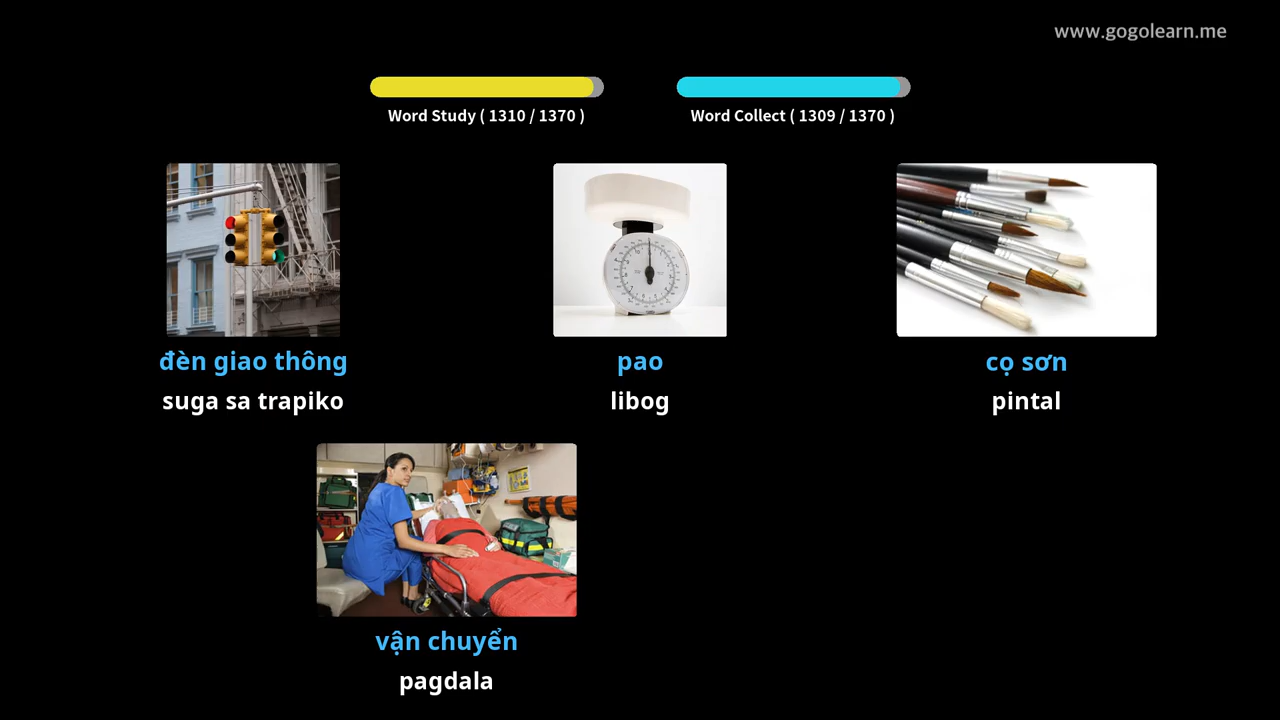 www.gogolearn.me
Word Study ( 1310 / 1370 )
Word Collect ( 1309 / 1370 )
đèn giao thông
suga sa trapiko
pao
libog
cọ sơn
pintal
vận chuyển
pagdala